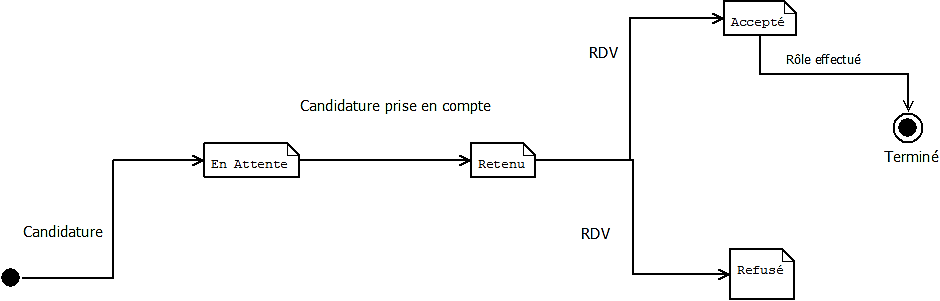 Accepté
RDV
Rôle effectué
Candidature prise en compte
Terminé
En Attente
Retenu
Candidature
RDV
Refusé